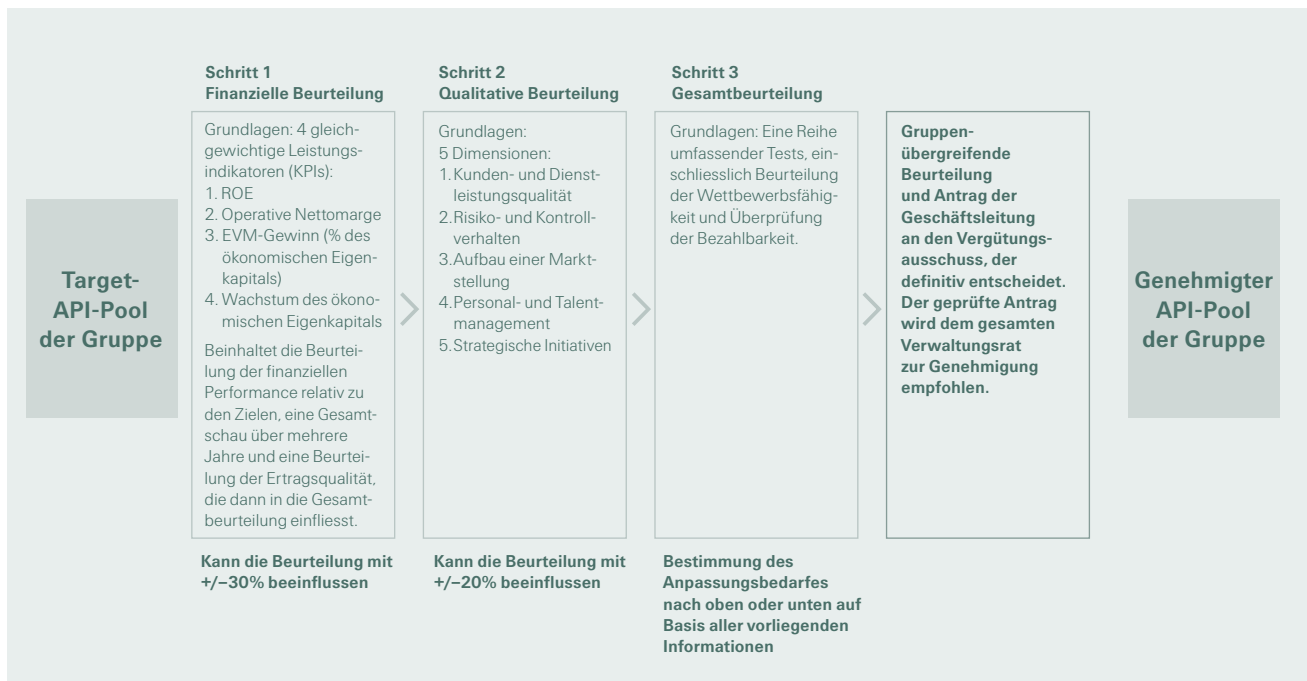 Target-
API-Pool
der Gruppe
Schritt 1
Finanzielle Beurteilung
Grundlagen: 4 gleich-
gewichtige Leistungs-
indikatoren (KPIs):
1. ROE
2. Operative Nettomarge
3. EVM-Gewinn (% des
ökonomischen Eigen-
kapitals)
4. Wachstum des ökono-
mischen Eigenkapitals
Beinhaltet die Beurtei-
lung der finanziellen
Performance relativ zu
den Zielen, eine Gesamt-
schau über mehrere
Jahre und eine Beurtei-
lung der Ertragsqualität,
die dann in die Gesamt-
beurteilung einfliesst.
Kann die Beurteilung mit
+/–30% beeinflussen
Schritt 2
Qualitative Beurteilung
Grundlagen:
5 Dimensionen:
1. Kunden- und Dienst-
leistungsqualität
2. Risiko- und Kontroll-
verhalten
3. Aufbau einer Markt-
stellung
4. Personal- und Talent-
management
5. Strategische Initiativen
Kann die Beurteilung mit
+/–20% beeinflussen
Schritt 3
Gesamtbeurteilung
Grundlagen: Eine Reihe
umfassender Tests, ein-
schliesslich Beurteilung
der Wettbewerbsfähig-
keit und Überprüfung
der Bezahlbarkeit.
Bestimmung des
Anpassungsbedarfes
nach oben oder unten auf
Basis aller vorliegenden
Informationen
Gruppen-
übergreifende
Beurteilung
und Antrag der
Geschäftsleitung
an den Vergütungs-
ausschuss, der
definitiv entscheidet.
Der geprüfte Antrag
wird dem gesamten
Verwaltungsrat
zur Genehmigung
empfohlen.
Genehmigter
API-Pool
der Gruppe